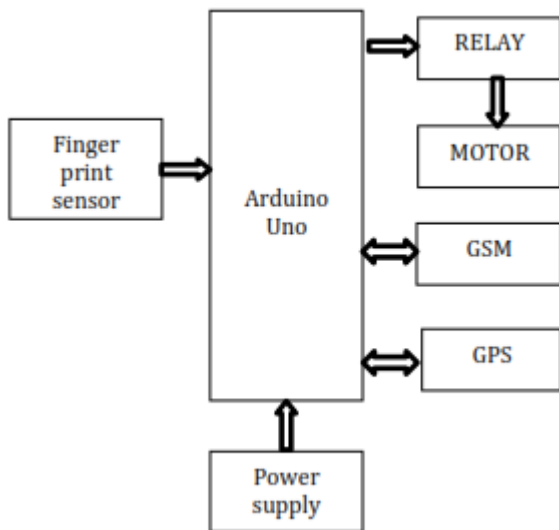 RELAY
Finger
print
sensor
MOTOR
Arduino
Uno
GSM
GPS
Power
supply